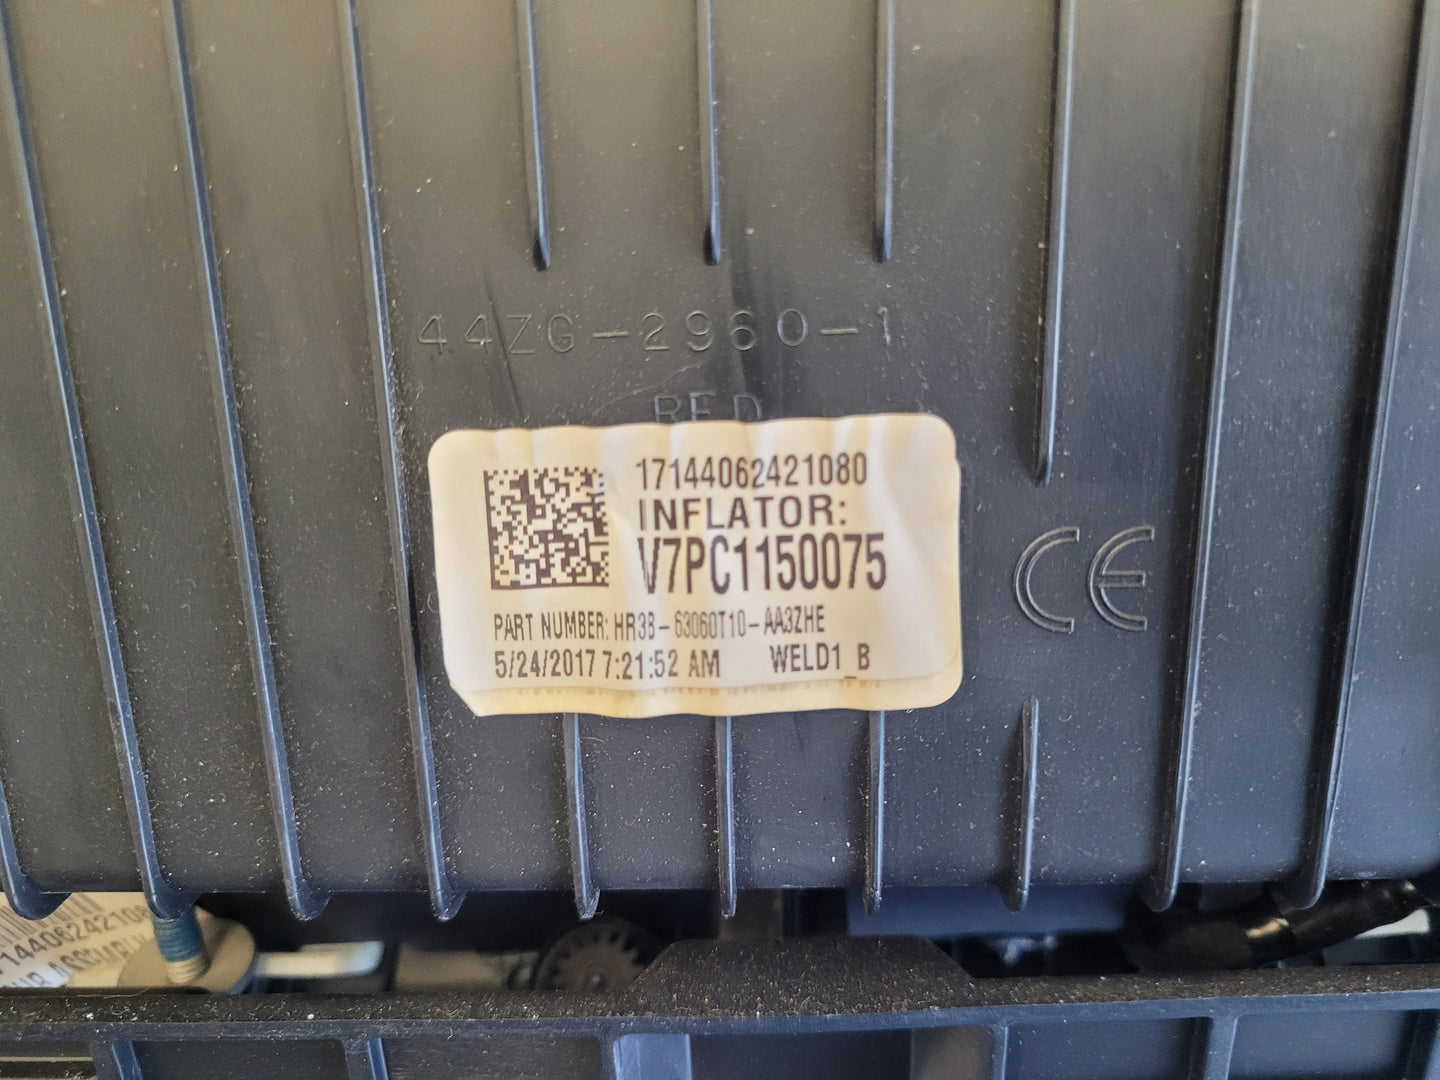 44ZG-2960-1
RED
17144062421080
INFLATOR:
V7PC1150075
PART NUMBER: HR3B-63060T10-AA3ZHE
5/24/2017 7:21:52 AM WELD1_B
CE